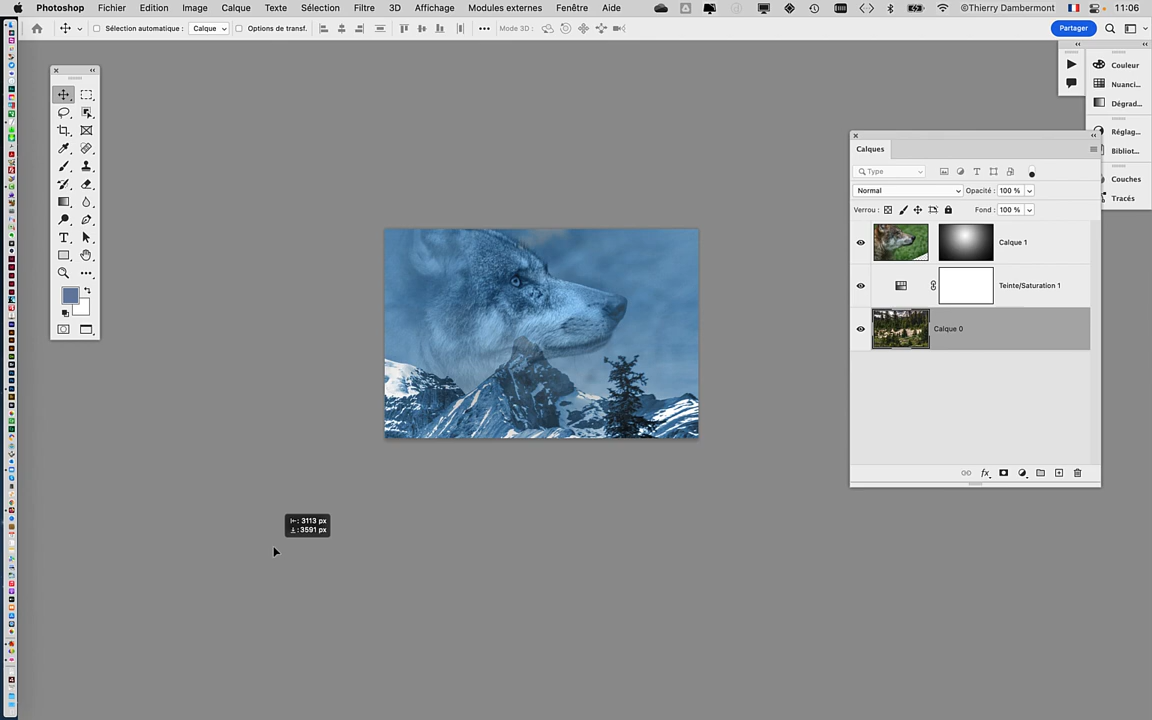 Photoshop Fichier Edition Image Calque Texte Sélection Filtre 3D Affichage Modules externes Fenêtre Aide ©Thierry Dambermont 11:06
Sélection automatique : Calque Options de transf. Mode 3D : Partager
Couleur
Nuanci...
Dégrad...
Réglag...
Bibliot...
Couches
Tracés
Calques
Type
Normal Opacité : 100 %
Verrou : Fond : 100 %
Calque 1
Teinte/Saturation 1
Calque 0
fx
: 3113 px
: 3591 px